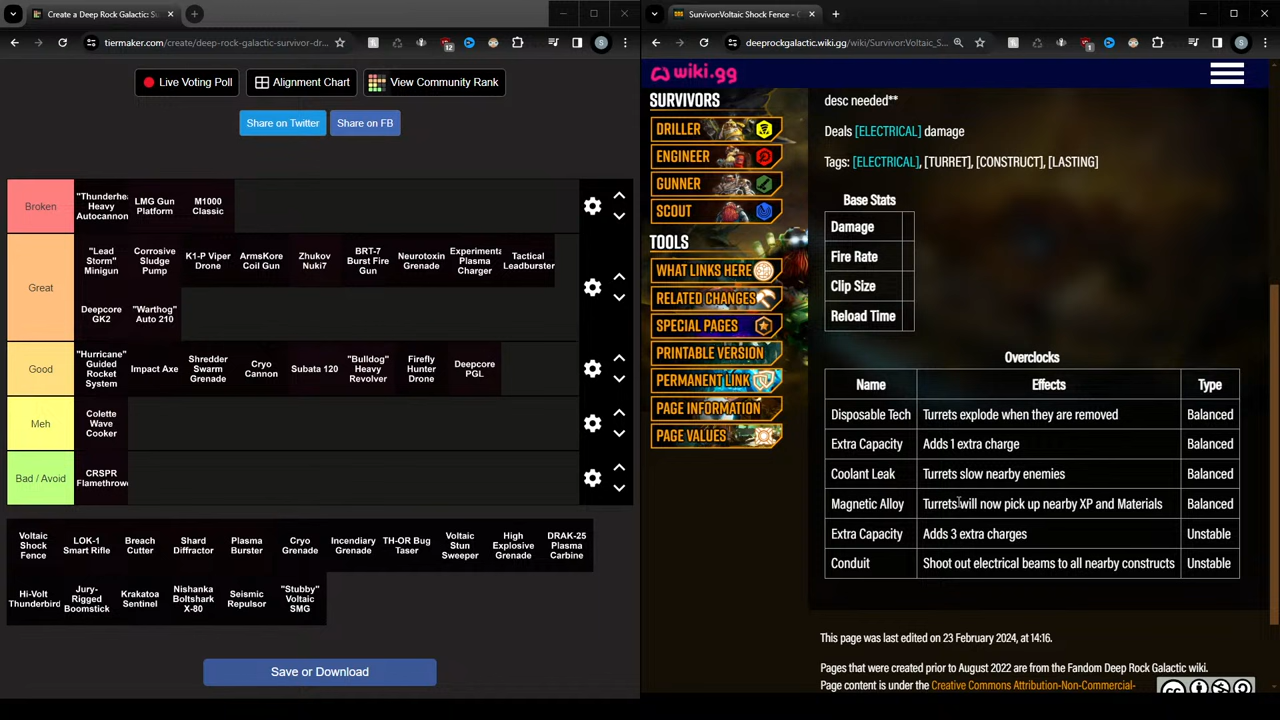 Create a Deep Rock Galactic: Su
tiermaker.com/create/deep-rock-galactic-survivor-dr...
12
S
Live Voting Poll
Alignment Chart
View Community Rank
Share on Twitter
Share on FB
Broken
"Thunderhe
Heavy
Autocannon
LMG Gun
Platform
M1000
Classic
Great
"Lead
Storm"
Minigun
Corrosive
Sludge
Pump
K1-P Viper
Drone
ArmsKore
Coil Gun
Zhukov
Nuki7
BRT-7
Burst Fire
Gun
Neurotoxin
Grenade
Experimenta
Plasma
Charger
Tactical
Leadburster
Deepcore
GK2
"Warthog"
Auto 210
Good
"Hurricane"
Guided
Rocket
System
Impact Axe
Shredder
Swarm
Grenade
Cryo
Cannon
Subata 120
"Bulldog"
Heavy
Revolver
Firefly
Hunter
Drone
Deepcore
PGL
Meh
Colette
Wave
Cooker
Bad / Avoid
CRSPR
Flamethrowe
Voltaic
Shock
Fence
LOK-1
Smart Rifle
Breach
Cutter
Shard
Diffractor
Plasma
Burster
Cryo
Grenade
Incendiary
Grenade
TH-OR Bug
Taser
Voltaic
Stun
Sweeper
High
Explosive
Grenade
DRAK-25
Plasma
Carbine
Hi-Volt
Thunderbird
Jury-
Rigged
Boomstick
Krakatoa
Sentinel
Nishanka
Boltshark
X-80
Seismic
Repulsor
"Stubby"
Voltaic
SMG
Save or Download
Survivor:Voltaic Shock Fence - O
deeprockgalactic.wiki.gg/wiki/Survivor:Voltaic_S...
1
S
wiki.gg
SURVIVORS
DRILLER
ENGINEER
GUNNER
SCOUT
TOOLS
WHAT LINKS HERE
RELATED CHANGES
SPECIAL PAGES
PRINTABLE VERSION
PERMANENT LINK
PAGE INFORMATION
PAGE VALUES
desc needed**
Deals [ELECTRICAL] damage
Tags: [ELECTRICAL], [TURRET], [CONSTRUCT], [LASTING]
Base Stats
Damage
Fire Rate
Clip Size
Reload Time
Overclocks
Name Effects Type
Disposable Tech Turrets explode when they are removed Balanced
Extra Capacity Adds 1 extra charge Balanced
Coolant Leak Turrets slow nearby enemies Balanced
Magnetic Alloy Turrets will now pick up nearby XP and Materials Balanced
Extra Capacity Adds 3 extra charges Unstable
Conduit Shoot out electrical beams to all nearby constructs Unstable
This page was last edited on 23 February 2024, at 14:16.
Pages that were created prior to August 2022 are from the Fandom Deep Rock Galactic wiki.
Page content is under the Creative Commons Attribution-Non-Commercial-